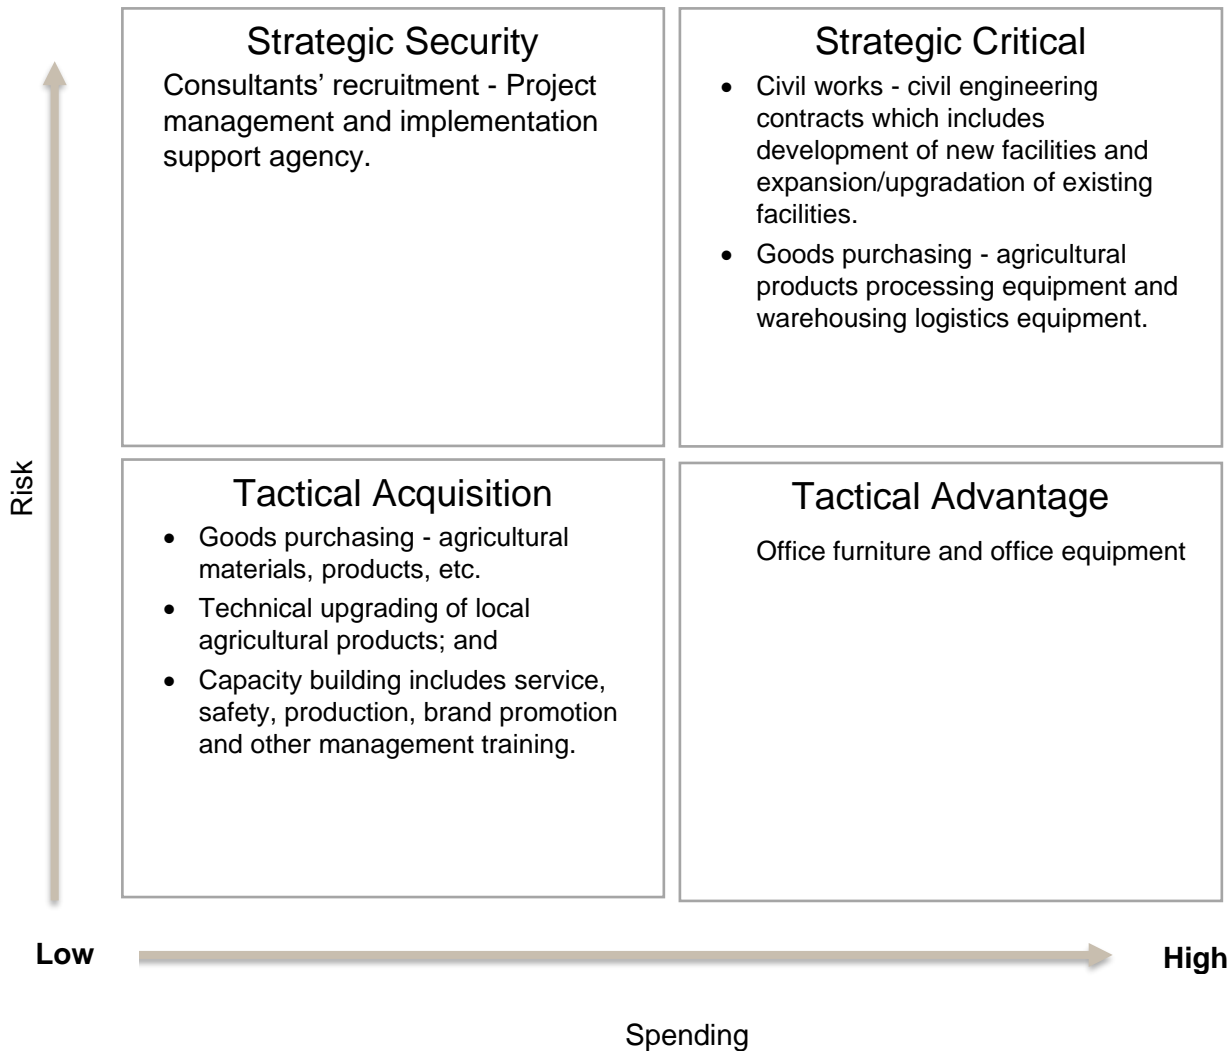 Strategic Security
Consultants’ recruitment - Project
management and implementation
support agency.
Strategic Critical
• Civil works - civil engineering
contracts which includes
development of new facilities and
expansion/upgradation of existing
facilities.
• Goods purchasing - agricultural
products processing equipment and
warehousing logistics equipment.
Risk
Tactical Acquisition
• Goods purchasing - agricultural
materials, products, etc.
• Technical upgrading of local
agricultural products; and
• Capacity building includes service,
safety, production, brand promotion
and other management training.
Tactical Advantage
Office furniture and office equipment
Low
High
Spending